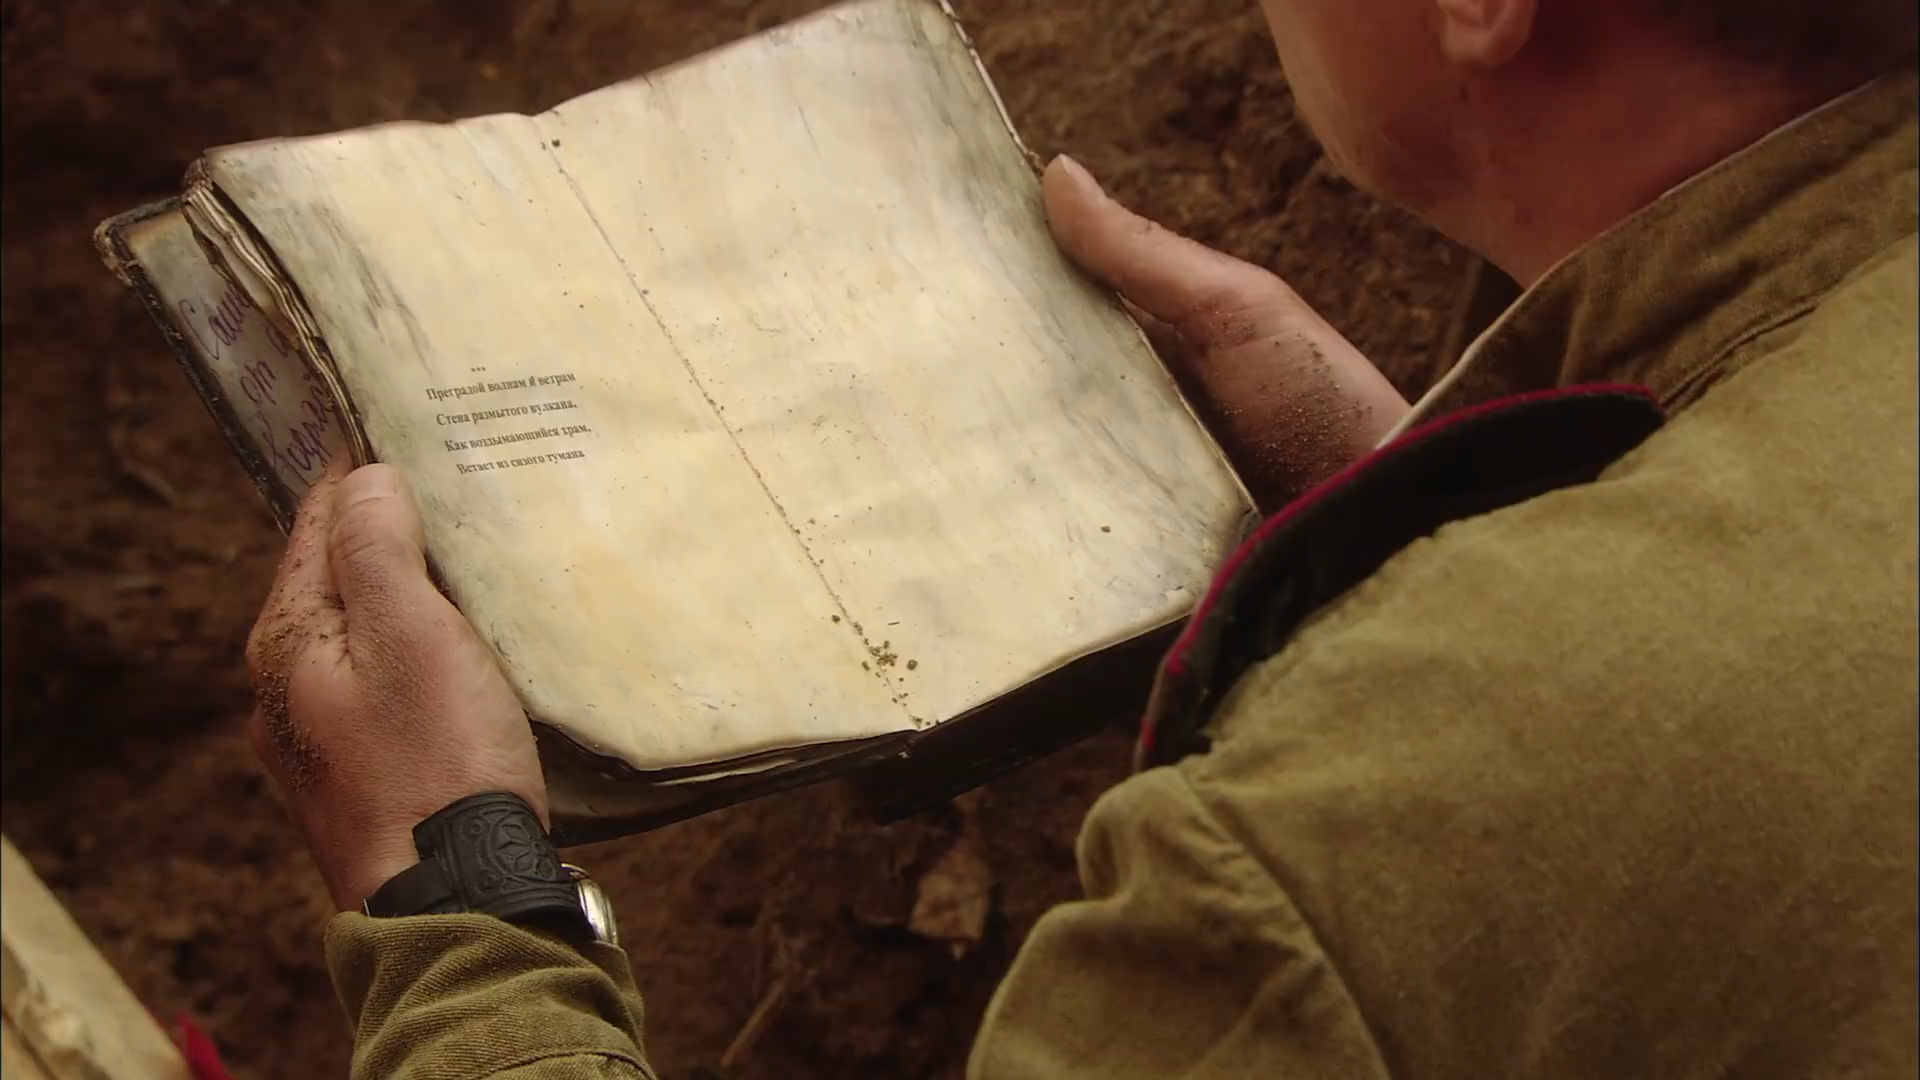 ***
Преградой волнам и ветрам
Стена размытого вулкана,
Как воздымающийся храм,
Встает из сизого тумана